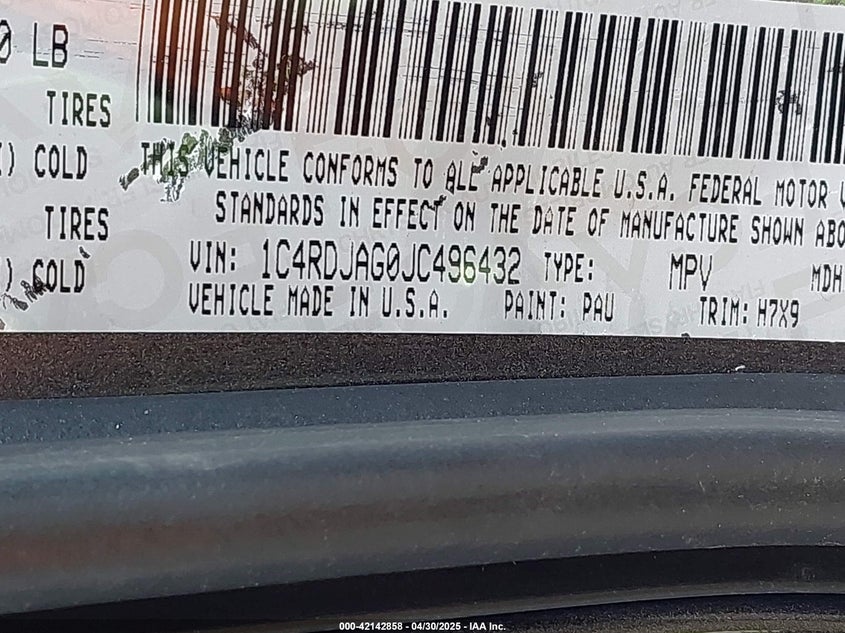 0 LB
TIRES
) COLD
THIS VEHICLE CONFORMS TO ALL APPLICABLE U.S.A. FEDERAL MOTOR
TIRES
STANDARDS IN EFFECT ON THE DATE OF MANUFACTURE SHOWN ABO
) COLD
VIN: 1C4RDJAG0JC496432 TYPE: MPV MDH
VEHICLE MADE IN U.S.A. PAINT: PAU TRIM: H7X9
000-42142858 - 04/30/2025 - IAA Inc.